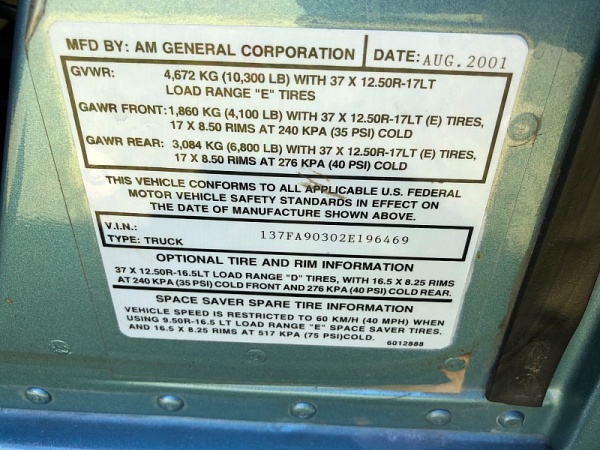 MFD BY: AM GENERAL CORPORATION DATE: AUG. 2001
GVWR: 4,672 KG (10,300 LB) WITH 37 X 12.50R-17LT
LOAD RANGE "E" TIRES
GAWR FRONT: 1,860 KG (4,100 LB) WITH 37 X 12.50R-17LT (E) TIRES,
17 X 8.50 RIMS AT 240 KPA (35 PSI) COLD
GAWR REAR: 3,084 KG (6,800 LB) WITH 37 X 12.50R-17LT (E) TIRES,
17 X 8.50 RIMS AT 276 KPA (40 PSI) COLD
THIS VEHICLE CONFORMS TO ALL APPLICABLE U.S. FEDERAL
MOTOR VEHICLE SAFETY STANDARDS IN EFFECT ON
THE DATE OF MANUFACTURE SHOWN ABOVE.
V.I.N.: 137FA90302E196469
TYPE: TRUCK
OPTIONAL TIRE AND RIM INFORMATION
37 X 12.50R-16.5LT LOAD RANGE "D" TIRES, WITH 16.5 X 8.25 RIMS
AT 240 KPA (35 PSI) COLD FRONT AND 276 KPA (40 PSI) COLD REAR.
SPACE SAVER SPARE TIRE INFORMATION
VEHICLE SPEED IS RESTRICTED TO 60 KM/H (40 MPH) WHEN
USING 9.50R-16.5 LT LOAD RANGE "E" SPACE SAVER TIRES.
AND 16.5 X 8.25 RIMS AT 517 KPA (75 PSI)COLD.
6012888